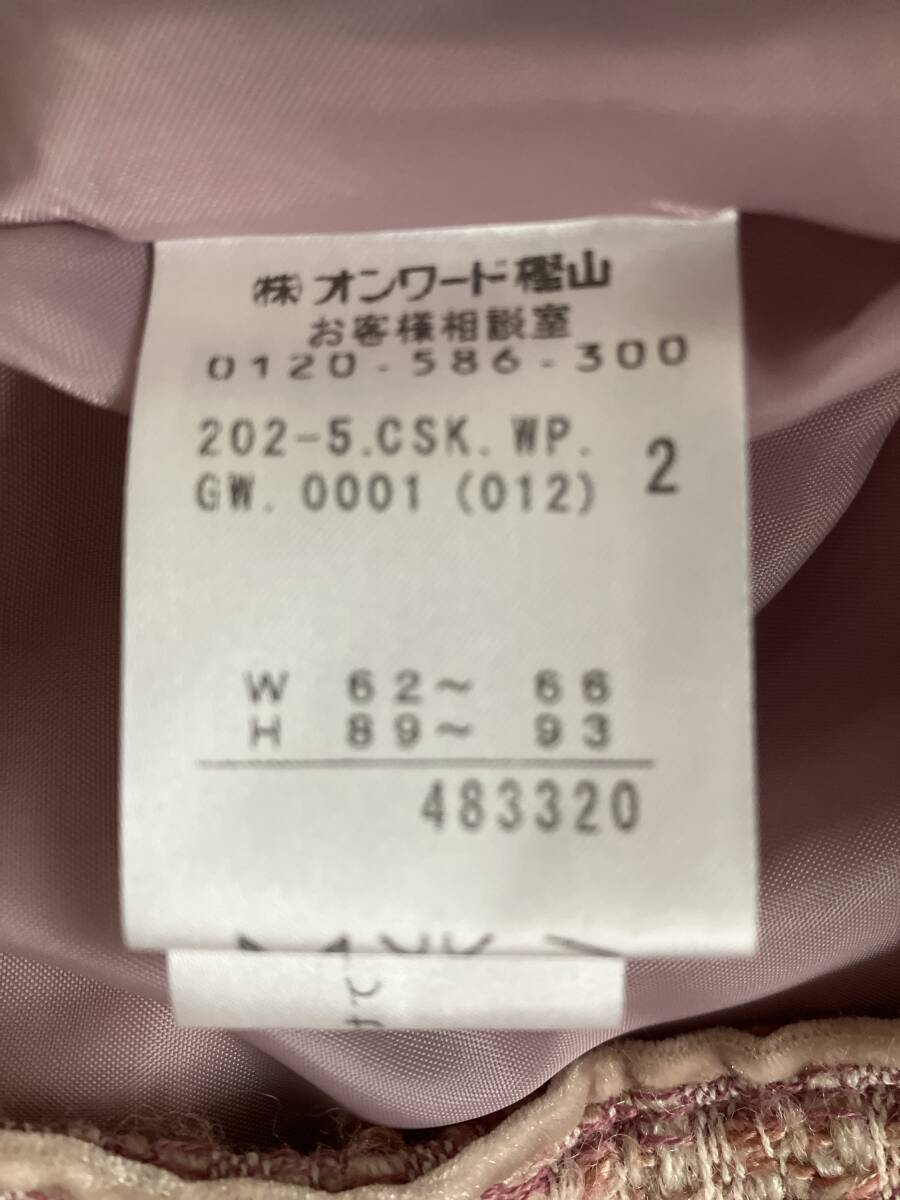 ㈱オンワード樫山
お客様相談室
0120-586-300
202-5.CSK.WP.
GW.0001(012) 2
W 62~ 66
H 89~ 93
483320